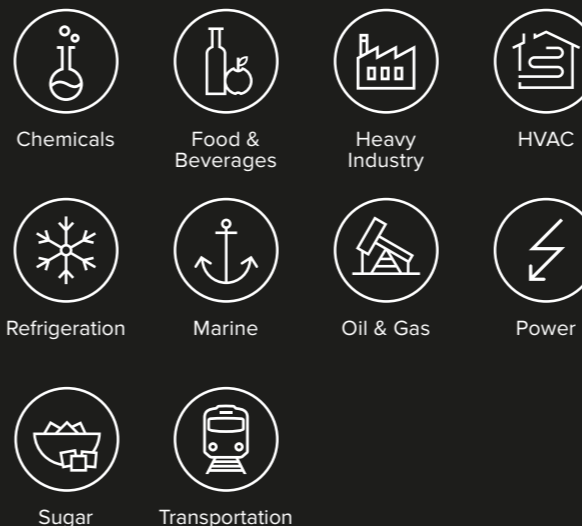 Chemicals
Food &
Beverages
Heavy
Industry
HVAC
Refrigeration
Marine
Oil & Gas
Power
Sugar
Transportation